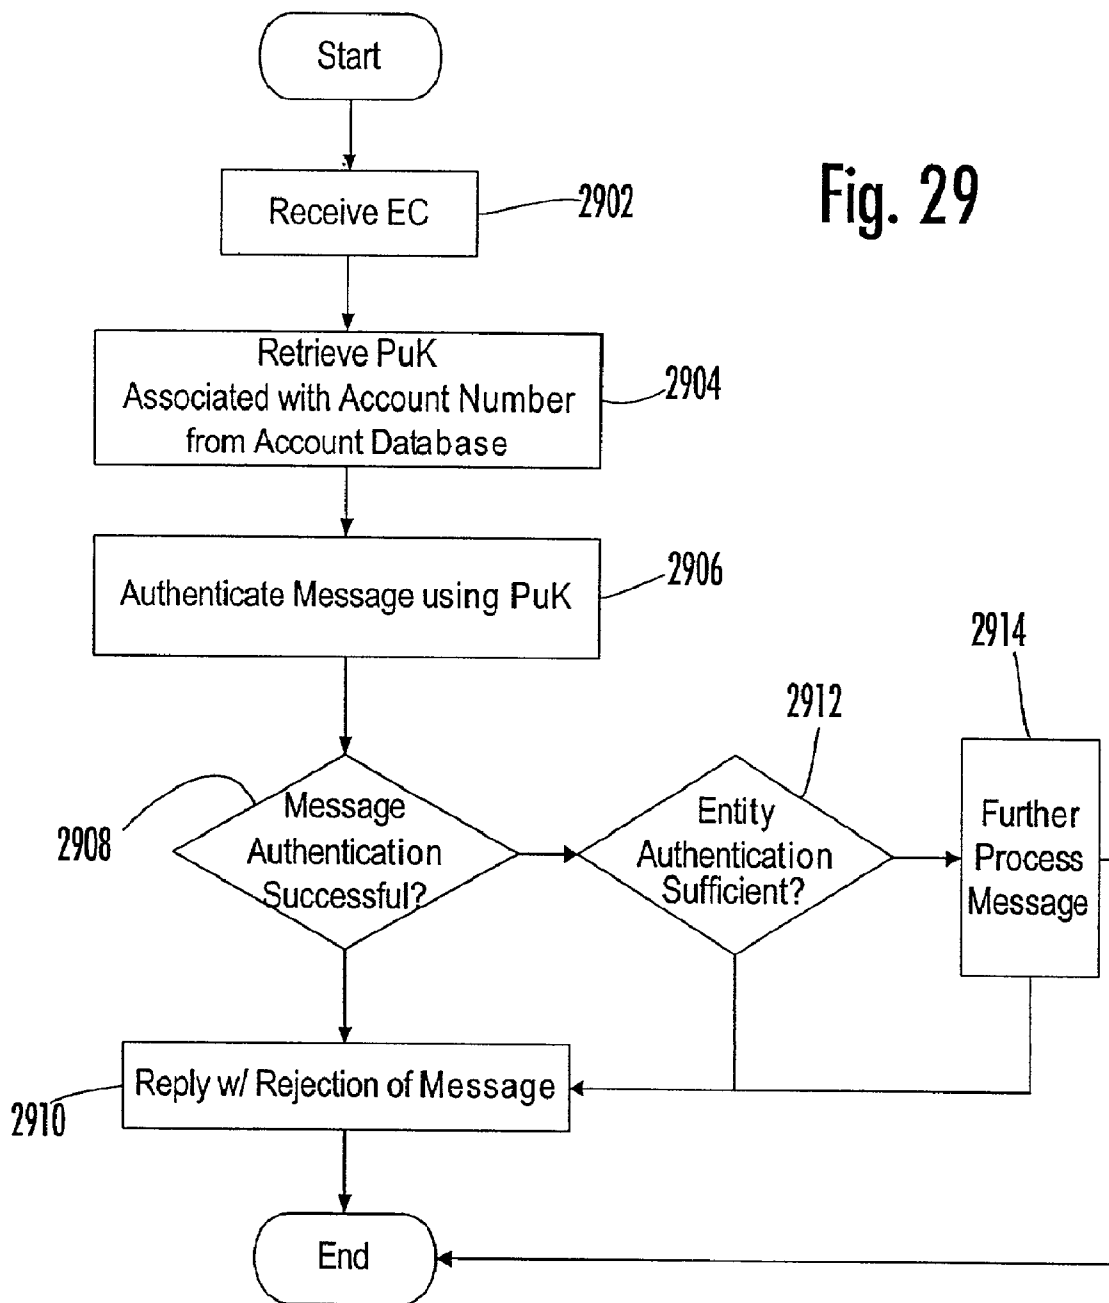 Start
Fig. 29
Receive EC
2902
Retrieve PuK
Associated with Account Number
from Account Database
2904
Authenticate Message using PuK
2906
2914
2912
2908
Message
Authentication
Successful?
Entity
Authentication
Sufficient?
Further
Process
Message
Reply w/ Rejection of Message
2910
End